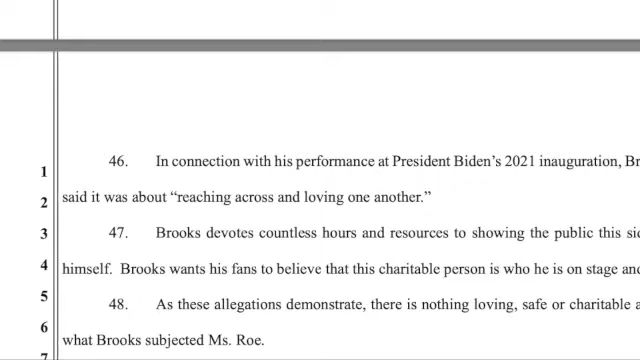 1
46. In connection with his performance at President Biden’s 2021 inauguration,
2 said it was about “reaching across and loving one another.”
3 47. Brooks devotes countless hours and resources to showing the public this
4 himself. Brooks wants his fans to believe that this charitable person is who he is on stage
5 48. As these allegations demonstrate, there is nothing loving, safe or charitable
6 what Brooks subjected Ms. Roe.